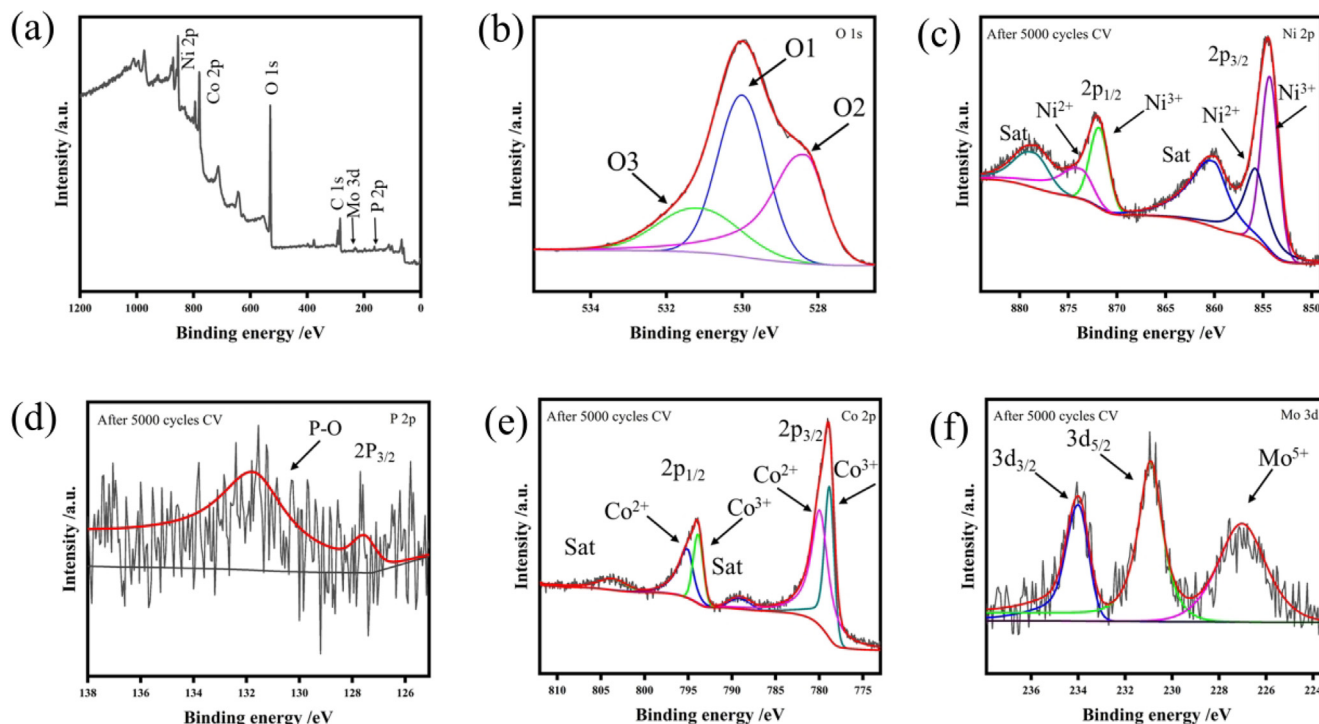 (a)
Ni 2p
Co 2p
O 1s
C 1s
Mo 3d
P 2p
Intensity /a.u.
1200 1000 800 600 400 200 0
Binding energy /eV
(b)
O 1s
O1
O2
O3
Intensity /a.u.
534 532 530 528
Binding energy /eV
(c)
After 5000 cycles CV
Ni 2p
2p3/2
2p1/2
Ni2+
Ni3+
Ni2+
Ni3+
Sat
Sat
Intensity /a.u.
880 875 870 865 860 855 850
Binding energy /eV
(d)
After 5000 cycles CV
P 2p
P-O
2P3/2
Intensity /a.u.
138 136 134 132 130 128 126
Binding energy /eV
(e)
After 5000 cycles CV
Co 2p
2p3/2
2p1/2
Co2+
Co3+
Co2+
Co3+
Sat
Sat
Intensity /a.u.
810 805 800 795 790 785 780 775
Binding energy /eV
(f)
After 5000 cycles CV
Mo 3d
3d5/2
3d3/2
Mo5+
Intensity /a.u.
236 234 232 230 228 226 224
Binding energy /eV